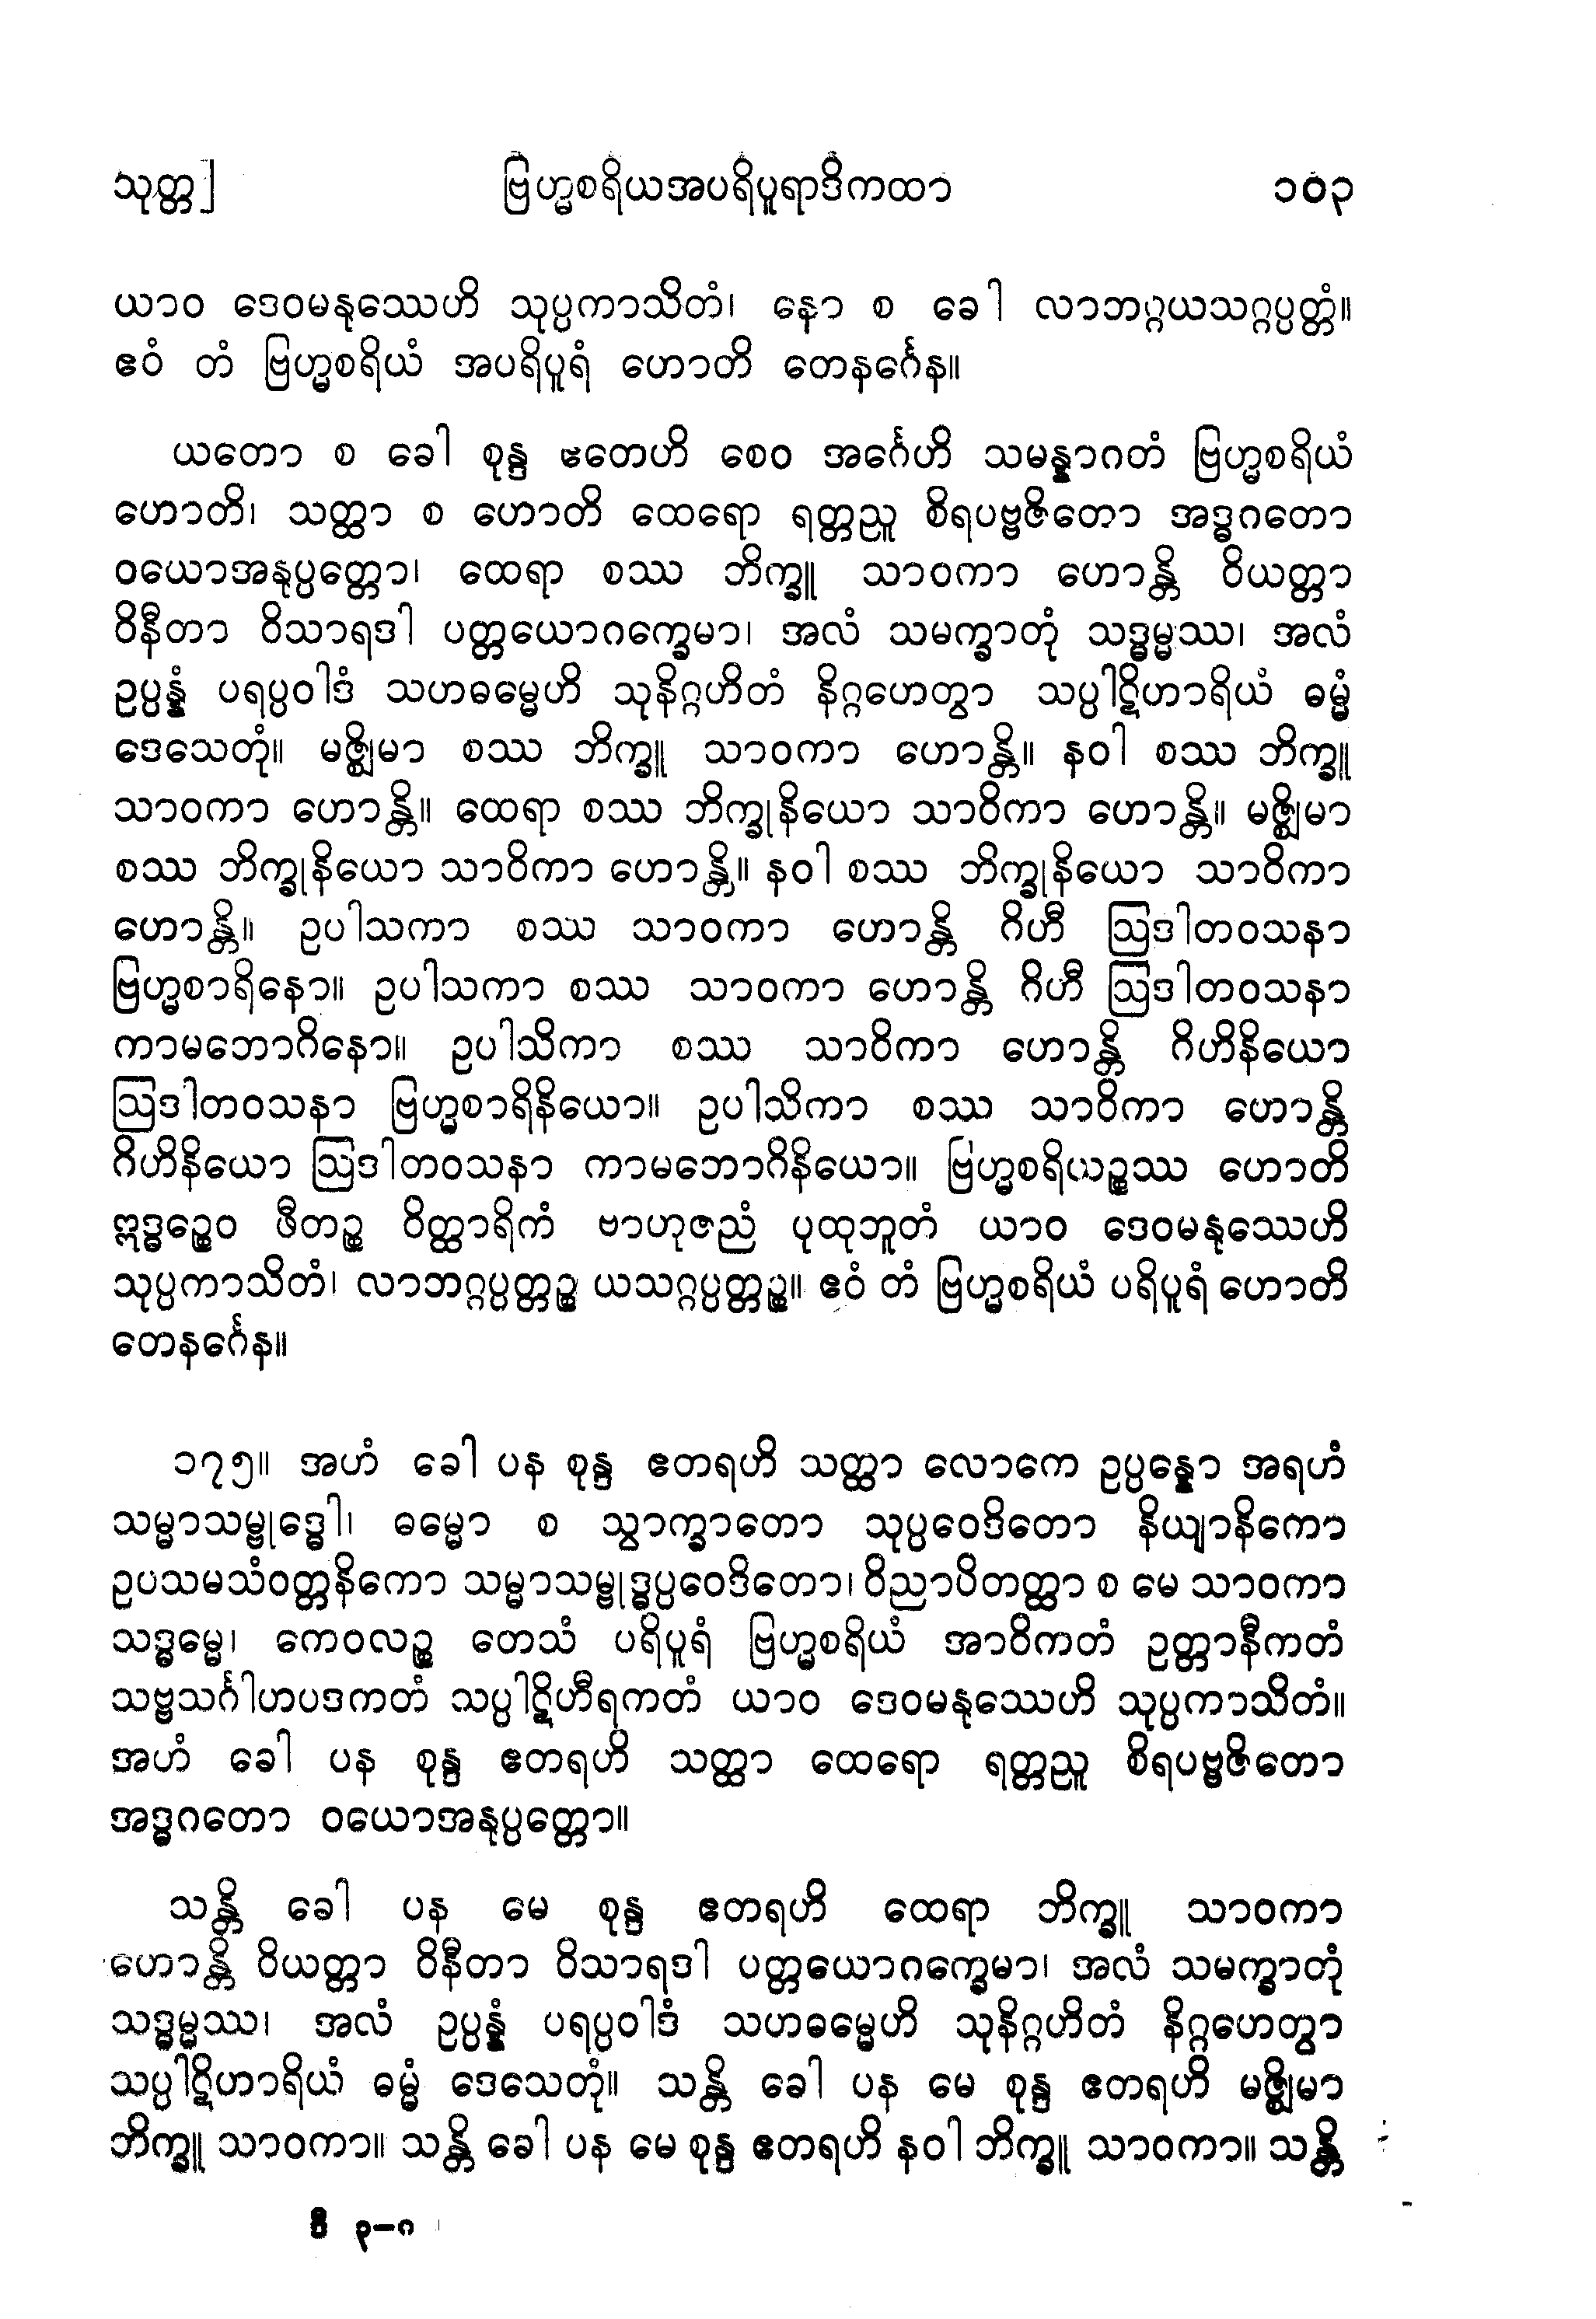 သုတ္တ] ဗြဟ္မစရိယအပရိပူရာဒိကထာ ၁၀၃
ယာဝ ဒေဝမနုဿေဟိ သုပ္ပကာသိတံ၊ နော စ ခေါ လာဘဂ္ဂယသဂ္ဂပ္ပတ္တံ။
ဧဝံ တံ ဗြဟ္မစရိယံ အပရိပူရံ ဟောတိ တေနင်္ဂေန။
ယတော စ ခေါ စုန္ဒ ဧတေဟိ စေဝ အင်္ဂေဟိ သမန္နာဂတံ ဗြဟ္မစရိယံ
ဟောတိ၊ သတ္ထာ စ ဟောတိ ထေရော ရတ္တညူ စိရပဗ္ဗဇိတော အဒ္ဓဂတော
ဝယောအနုပ္ပတ္တော၊ ထေရာ စဿ ဘိက္ခူ သာဝကာ ဟောန္တိ ဝိယတ္တာ
ဝိနီတာ ဝိသာရဒါ ပတ္တယောဂက္ခေမာ၊ အလံ သမက္ခာတုံ သဒ္ဓမ္မဿ၊ အလံ
ဥပ္ပန္နံ ပရပ္ပဝါဒံ သဟဓမ္မေဟိ သုနိဂ္ဂဟိတံ နိဂ္ဂဟေတွာ သပ္ပါဋိဟာရိယံ ဓမ္မံ
ဒေသေတုံ။ မဇ္ဈိမာ စဿ ဘိက္ခူ သာဝကာ ဟောန္တိ။ နဝါ စဿ ဘိက္ခူ
သာဝကာ ဟောန္တိ။ ထေရာ စဿ ဘိက္ခုနိယော သာဝိကာ ဟောန္တိ။ မဇ္ဈိမာ
စဿ ဘိက္ခုနိယော သာဝိကာ ဟောန္တိ။ နဝါ စဿ ဘိက္ခုနိယော သာဝိကာ
ဟောန္တိ။ ဥပါသကာ စဿ သာဝကာ ဟောန္တိ ဂိဟီ ဩဒါတဝသနာ
ဗြဟ္မစာရိနော။ ဥပါသကာ စဿ သာဝကာ ဟောန္တိ ဂိဟီ ဩဒါတဝသနာ
ကာမဘောဂိနော။ ဥပါသိကာ စဿ သာဝိကာ ဟောန္တိ ဂိဟိနိယော
ဩဒါတဝသနာ ဗြဟ္မစာရိနိယော။ ဥပါသိကာ စဿ သာဝိကာ ဟောန္တိ
ဂိဟိနိယော ဩဒါတဝသနာ ကာမဘောဂိနိယော။ ဗြဟ္မစရိယဉ္စဿ ဟောတိ
ဣဒ္ဓဉ္စေဝ ဖီတဉ္စ ဝိတ္ထာရိကံ ဗာဟုဇညံ ပုထုဘူတံ ယာဝ ဒေဝမနုဿေဟိ
သုပ္ပကာသိတံ၊ လာဘဂ္ဂပ္ပတ္တဉ္စ ယသဂ္ဂပ္ပတ္တဉ္စ။ ဧဝံ တံ ဗြဟ္မစရိယံ ပရိပူရံ ဟောတိ
တေနင်္ဂေန။
၁၇၅။ အဟံ ခေါ ပန စုန္ဒ ဧတရဟိ သတ္ထာ လောကေ ဥပ္ပန္နော အရဟံ
သမ္မာသမ္ဗုဒ္ဓေါ၊ ဓမ္မော စ သွာက္ခာတော သုပ္ပဝေဒိတော နိယျာနိကော
ဥပသမသံဝတ္တနိကော သမ္မာသမ္ဗုဒ္ဓပ္ပဝေဒိတော၊ ဝိညာပိတတ္ထာ စ မေ သာဝကာ
သဒ္ဓမ္မေ၊ ကေဝလဉ္စ တေသံ ပရိပူရံ ဗြဟ္မစရိယံ အာဝိကတံ ဥတ္တာနီကတံ
သဗ္ဗသင်္ဂါဟပဒကတံ သပ္ပါဋိဟီရကတံ ယာဝ ဒေဝမနုဿေဟိ သုပ္ပကာသိတံ။
အဟံ ခေါ ပန စုန္ဒ ဧတရဟိ သတ္ထာ ထေရော ရတ္တညူ စိရပဗ္ဗဇိတော
အဒ္ဓဂတော ဝယောအနုပ္ပတ္တော။
သန္တိ ခေါ ပန မေ စုန္ဒ ဧတရဟိ ထေရာ ဘိက္ခူ သာဝကာ
ဟောန္တိ ဝိယတ္တာ ဝိနီတာ ဝိသာရဒါ ပတ္တယောဂက္ခေမာ၊ အလံ သမက္ခာတုံ
သဒ္ဓမ္မဿ၊ အလံ ဥပ္ပန္နံ ပရပ္ပဝါဒံ သဟဓမ္မေဟိ သုနိဂ္ဂဟိတံ နိဂ္ဂဟေတွာ
သပ္ပါဋိဟာရိယံ ဓမ္မံ ဒေသေတုံ။ သန္တိ ခေါ ပန မေ စုန္ဒ ဧတရဟိ မဇ္ဈိမာ
ဘိက္ခူ သာဝကာ။ သန္တိ ခေါ ပန မေ စုန္ဒ ဧတရဟိ နဝါ ဘိက္ခူ သာဝကာ။ သန္တိ
ဒီ ၃–ဂ